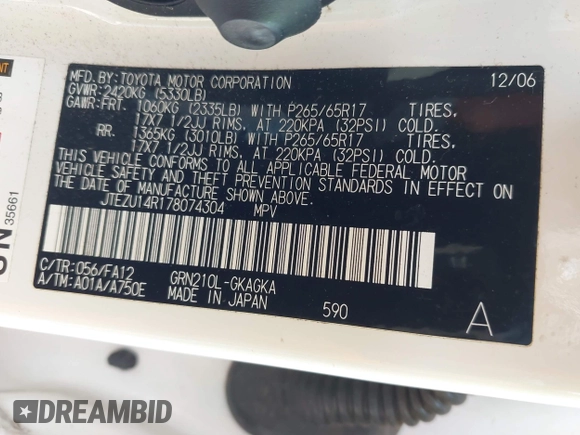 MFD. BY: TOYOTA MOTOR CORPORATION 12/06
GVWR: 2420KG (5330LB)
GAWR: FRT. 1060KG (2335LB) WITH P265/65R17 TIRES,
17X7 1/2JJ RIMS, AT 220KPA (32PSI) COLD.
RR. 1365KG (3010LB) WITH P265/65R17 TIRES,
17X7 1/2JJ RIMS, AT 220KPA (32PSI) COLD.
THIS VEHICLE CONFORMS TO ALL APPLICABLE FEDERAL MOTOR
VEHICLE SAFETY AND THEFT PREVENTION STANDARDS IN EFFECT ON
THE DATE OF MANUFACTURE SHOWN ABOVE.
JTEZU14R178074304 MPV
C/TR: 056/FA12 GRN210L-GKAGKA
A/TM: A01A/A750E MADE IN JAPAN 590 A
35661
DREAMBID